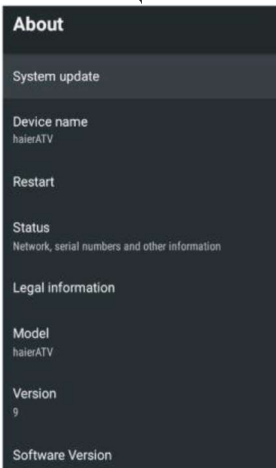 About
System update
Device name
haierATV
Restart
Status
Network, serial numbers and other information
Legal information
Model
haierATV
Version
9
Software Version